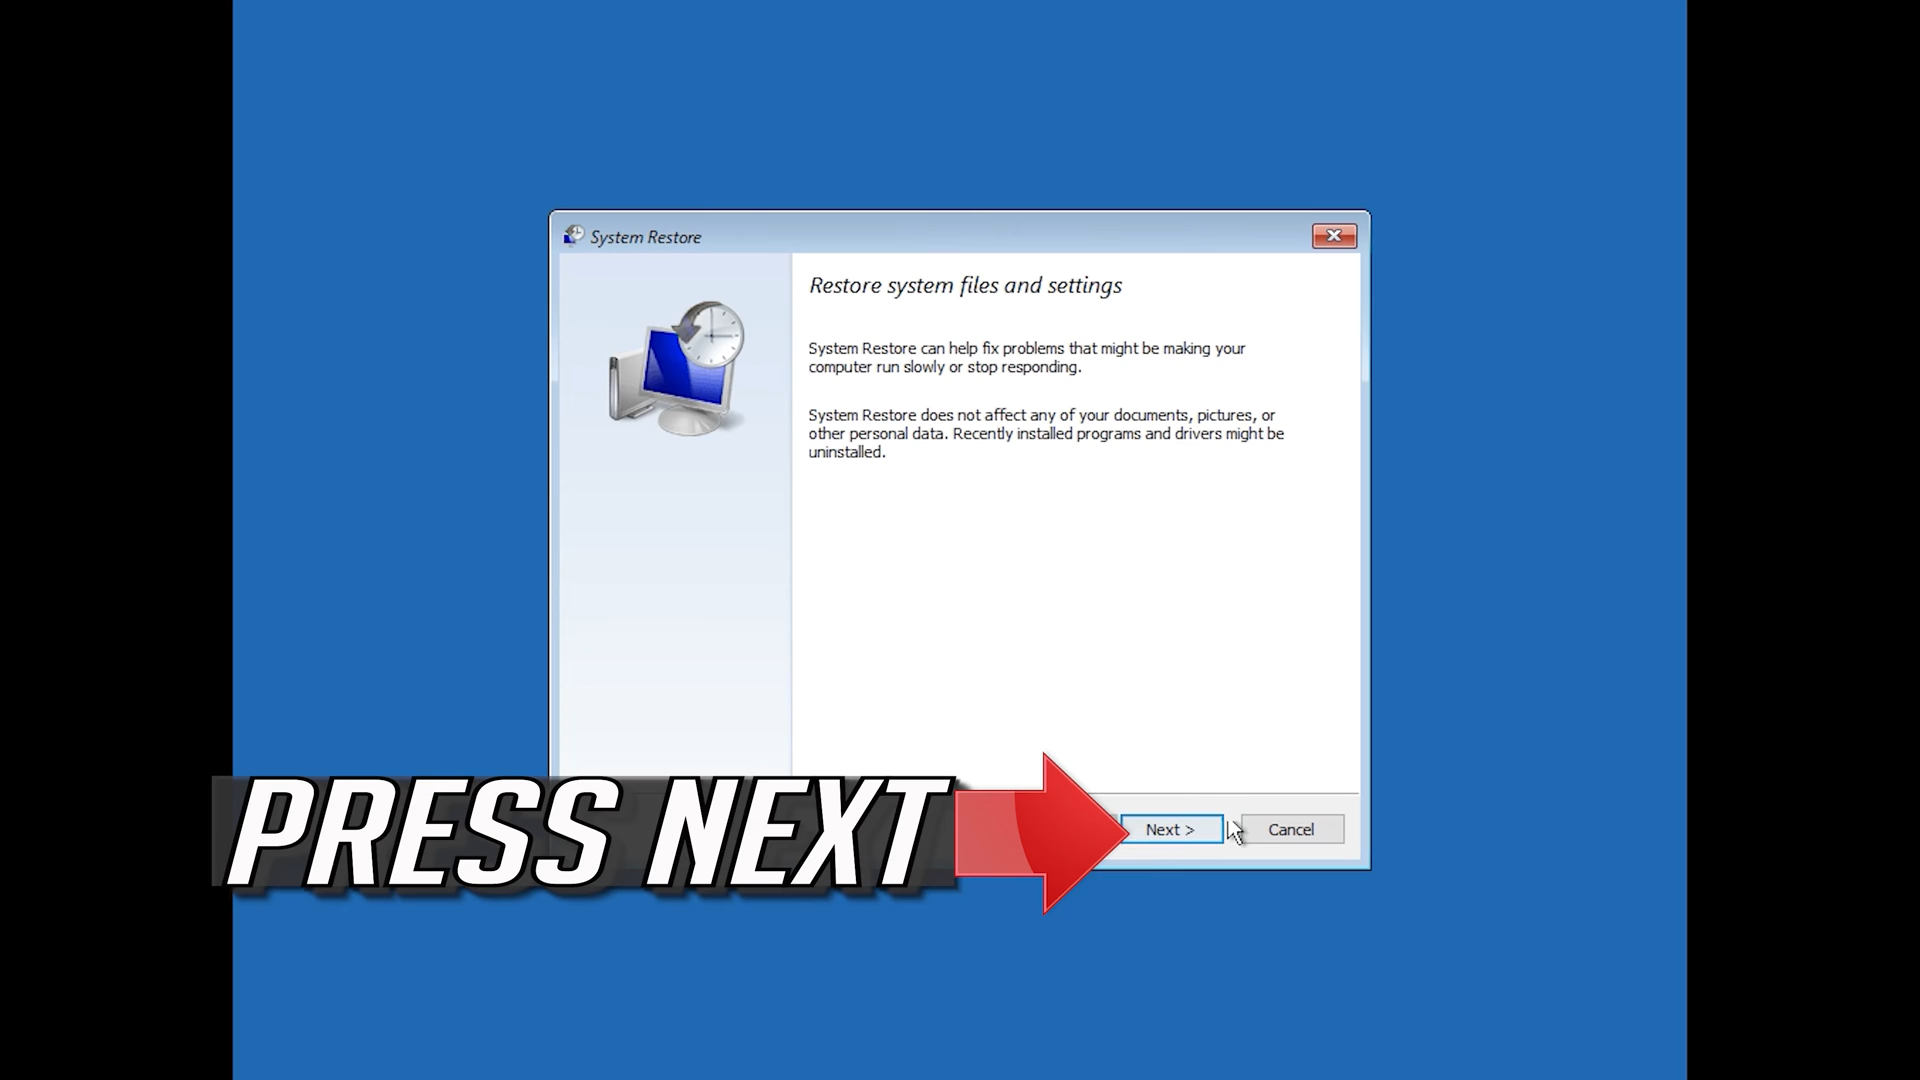 System Restore
Restore system files and settings
System Restore can help fix problems that might be making your
computer run slowly or stop responding.
System Restore does not affect any of your documents, pictures, or
other personal data. Recently installed programs and drivers might be
uninstalled.
PRESS NEXT
Next >
Cancel